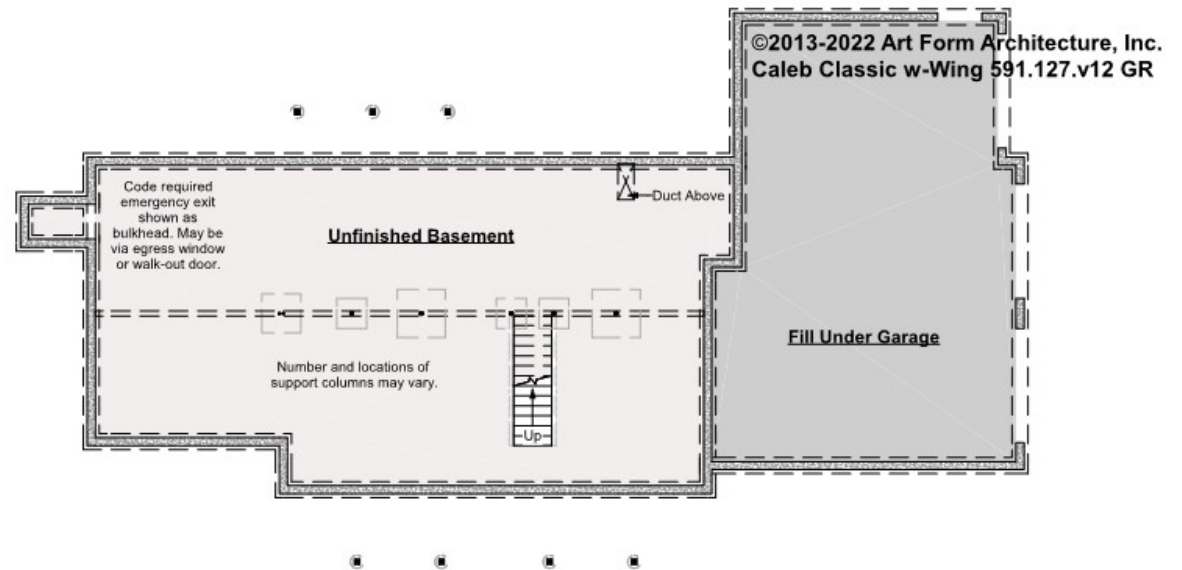 ©2013-2022 Art Form Architecture, Inc.
Caleb Classic w-Wing 591.127.v12 GR
Code required
emergency exit
shown as
bulkhead. May be
via egress window
or walk-out door.
Duct Above
Unfinished Basement
Fill Under Garage
Number and locations of
support columns may vary.
Up